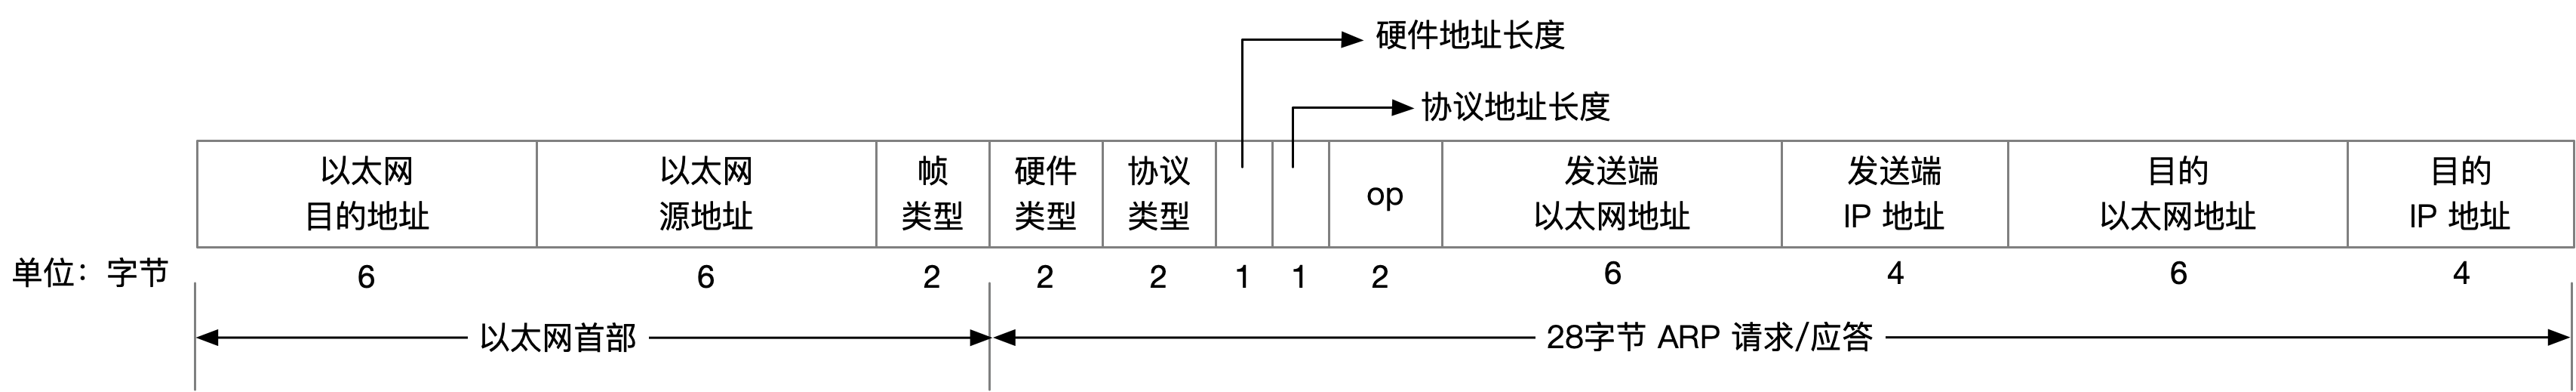 硬件地址长度
协议地址长度
以太网
目的地址
以太网
源地址
帧
类型
硬件
类型
协议
类型
op
发送端
以太网地址
发送端
IP 地址
目的
以太网地址
目的
IP 地址
单位：字节 6 6 2 2 2 1 1 2 6 4 6 4
以太网首部 28字节 ARP 请求/应答